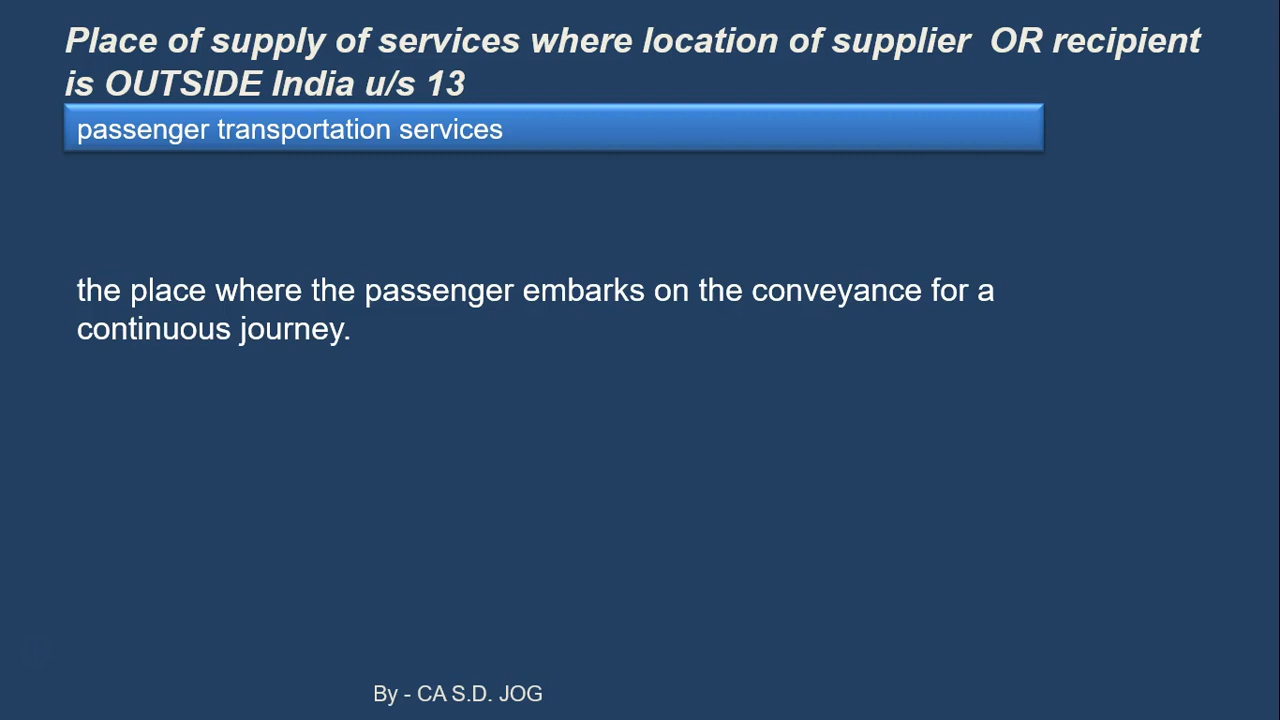 Place of supply of services where location of supplier OR recipient
is OUTSIDE India u/s 13
passenger transportation services
the place where the passenger embarks on the conveyance for a
continuous journey.
By - CA S.D. JOG